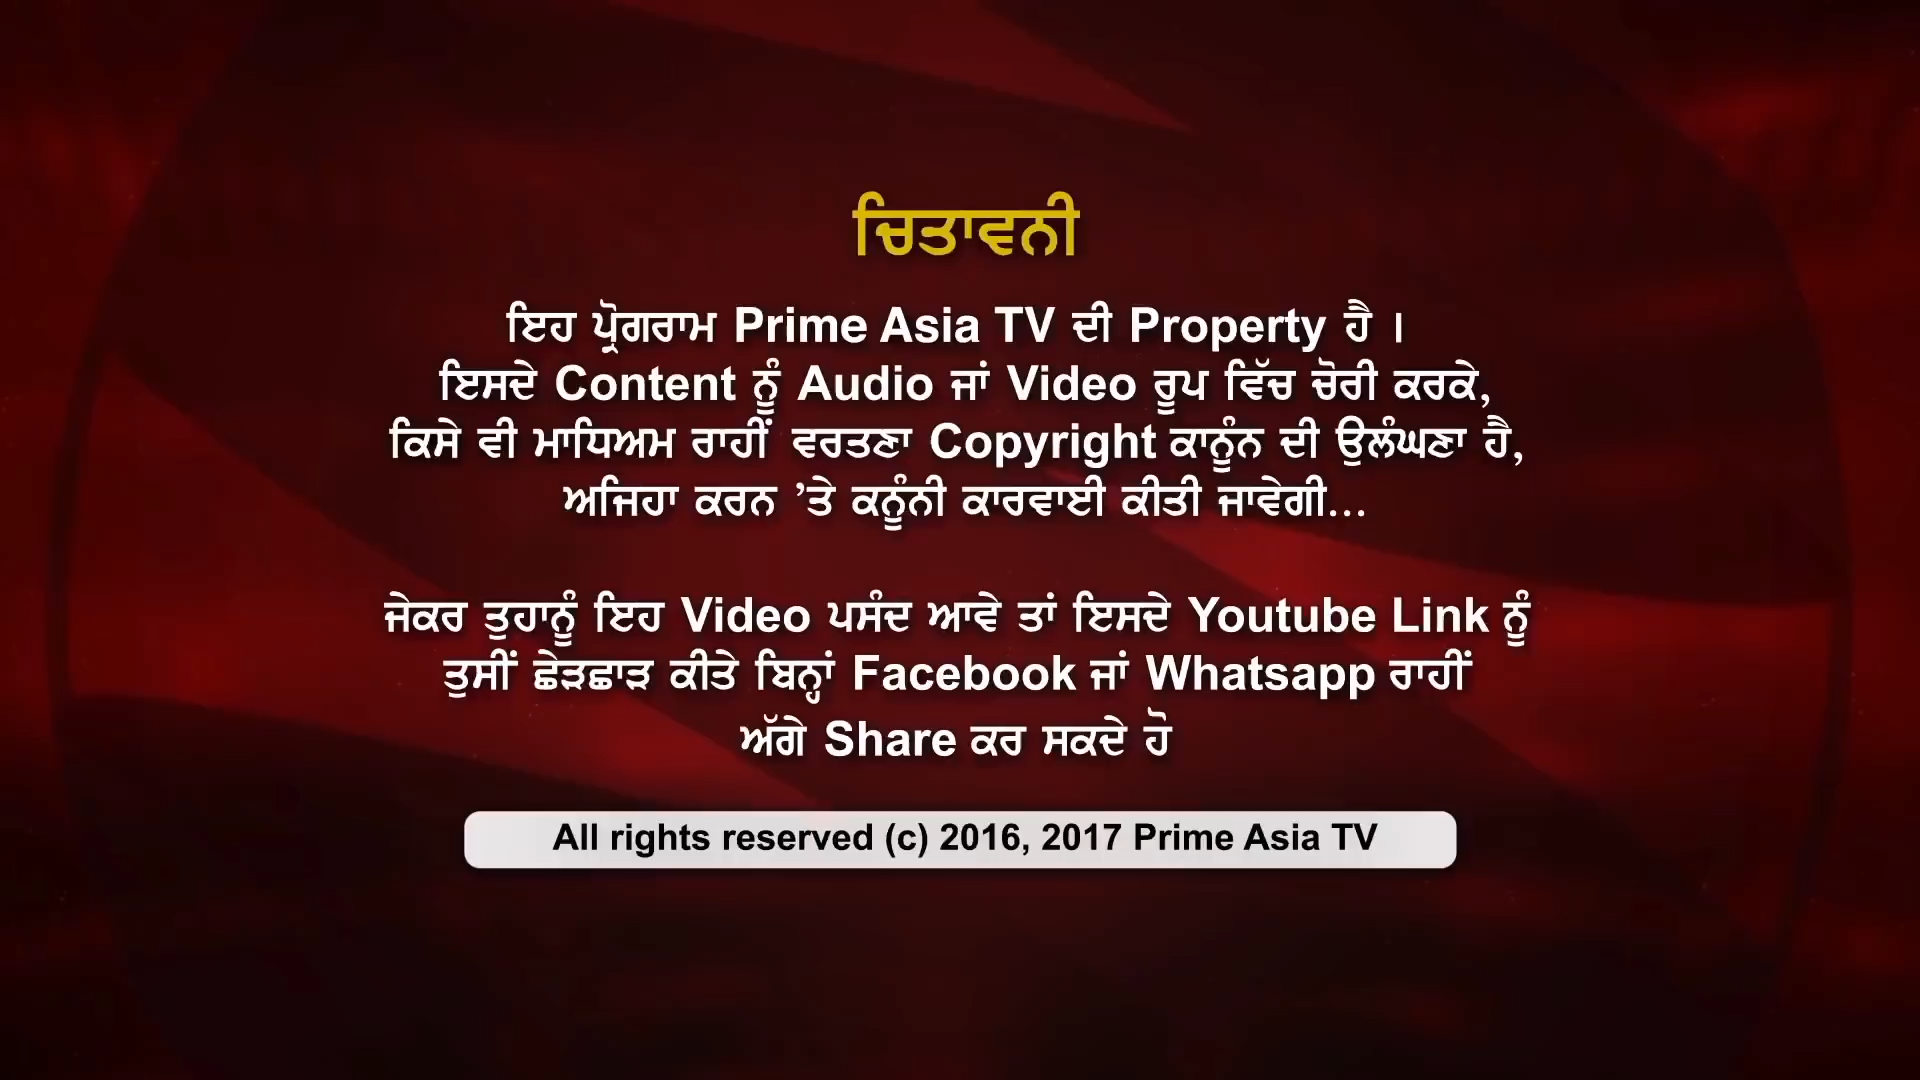 ਚਿਤਾਵਨੀ
ਇਹ ਪ੍ਰੋਗਰਾਮ Prime Asia TV ਦੀ Property ਹੈ ।
ਇਸਦੇ Content ਨੂੰ Audio ਜਾਂ Video ਰੂਪ ਵਿੱਚ ਚੋਰੀ ਕਰਕੇ,
ਕਿਸੇ ਵੀ ਮਾਧਿਅਮ ਰਾਹੀਂ ਵਰਤਣਾ Copyright ਕਾਨੂੰਨ ਦੀ ਉਲੰਘਣਾ ਹੈ,
ਅਜਿਹਾ ਕਰਨ ’ਤੇ ਕਨੂੰਨੀ ਕਾਰਵਾਈ ਕੀਤੀ ਜਾਵੇਗੀ...
ਜੇਕਰ ਤੁਹਾਨੂੰ ਇਹ Video ਪਸੰਦ ਆਵੇ ਤਾਂ ਇਸਦੇ Youtube Link ਨੂੰ
ਤੁਸੀਂ ਛੇੜਛਾੜ ਕੀਤੇ ਬਿਨ੍ਹਾਂ Facebook ਜਾਂ Whatsapp ਰਾਹੀਂ
ਅੱਗੇ Share ਕਰ ਸਕਦੇ ਹੋ
All rights reserved (c) 2016, 2017 Prime Asia TV